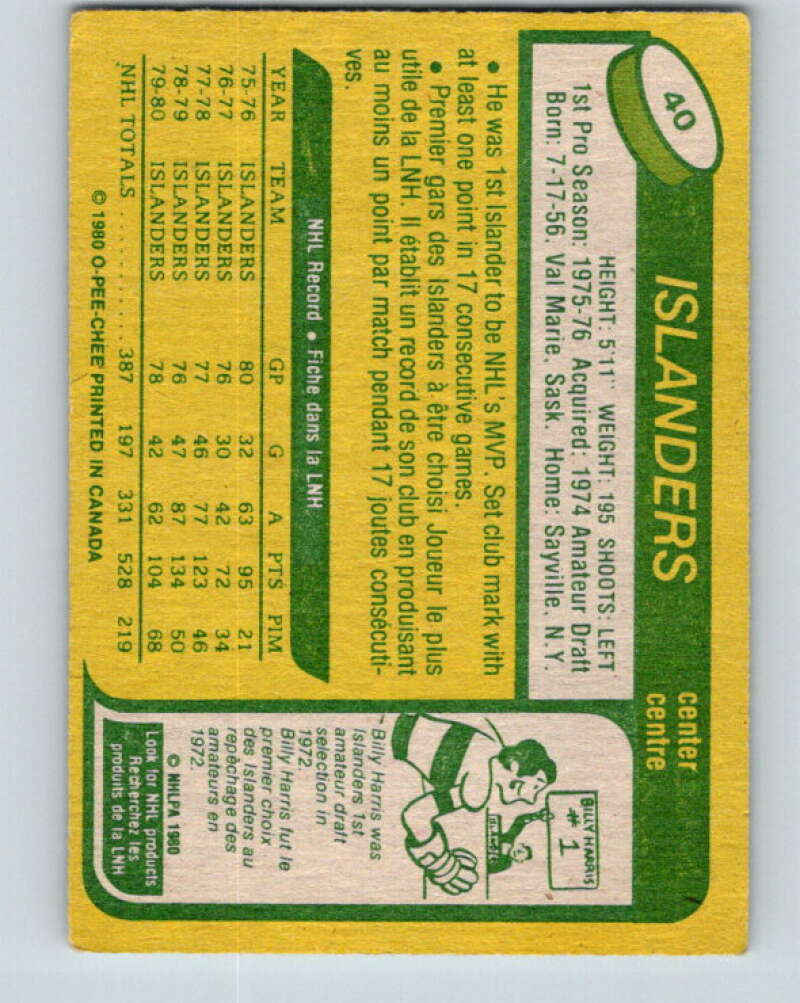 40
ISLANDERS
center
centre
HEIGHT: 5'11" WEIGHT: 195 SHOOTS: LEFT
1st Pro Season: 1975-76 Acquired: 1974 Amateur Draft
Born: 7-17-56. Val Marie. Sask. Home: Sayville. N.Y.
• He was 1st Islander to be NHL's MVP. Set club mark with
at least one point in 17 consecutive games.
• Premier gars des Islanders à être choisi Joueur le plus
utile de la LNH. Il établit un record de son club en produisant
au moins un point par match pendant 17 joutes consécuti-
ves.
NHL Record • Fiche dans la LNH
YEAR TEAM GP G A PTS PIM
75-76 ISLANDERS 80 32 63 95 21
76-77 ISLANDERS 76 30 42 72 34
77-78 ISLANDERS 77 46 77 123 46
78-79 ISLANDERS 76 47 87 134 50
79-80 ISLANDERS 78 42 62 104 68
NHL TOTALS .......... 387 197 331 528 219
© 1980 O-PEE-CHEE PRINTED IN CANADA
BILLY HARRIS
# 1
Billy Harris was
Islanders 1st
amateur draft
selection in
1972.
Billy Harris fut le
premier choix
des Islanders au
repêchage des
amateurs en
1972.
© NHLPA 1980
Look for NHL products
Recherchez les
produits de la LNH